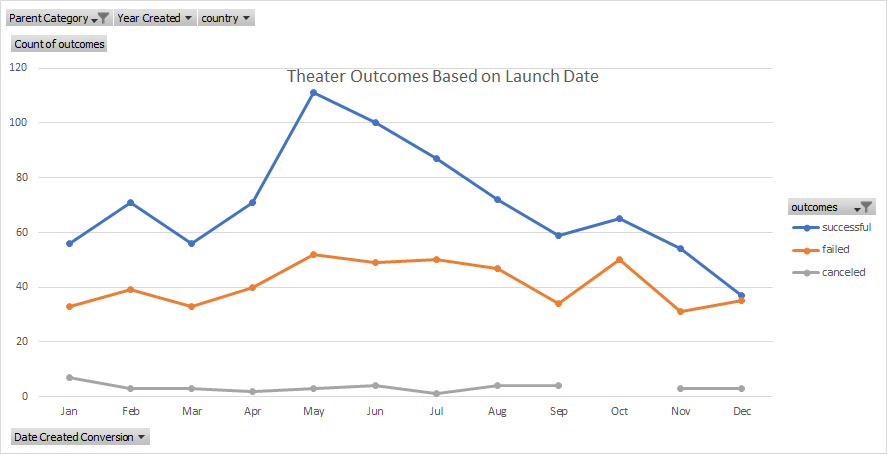 Parent Category Year Created country
Count of outcomes
Theater Outcomes Based on Launch Date
120
100
80
60
40
20
0
Jan Feb Mar Apr May Jun Jul Aug Sep Oct Nov Dec
outcomes
successful
failed
canceled
Date Created Conversion